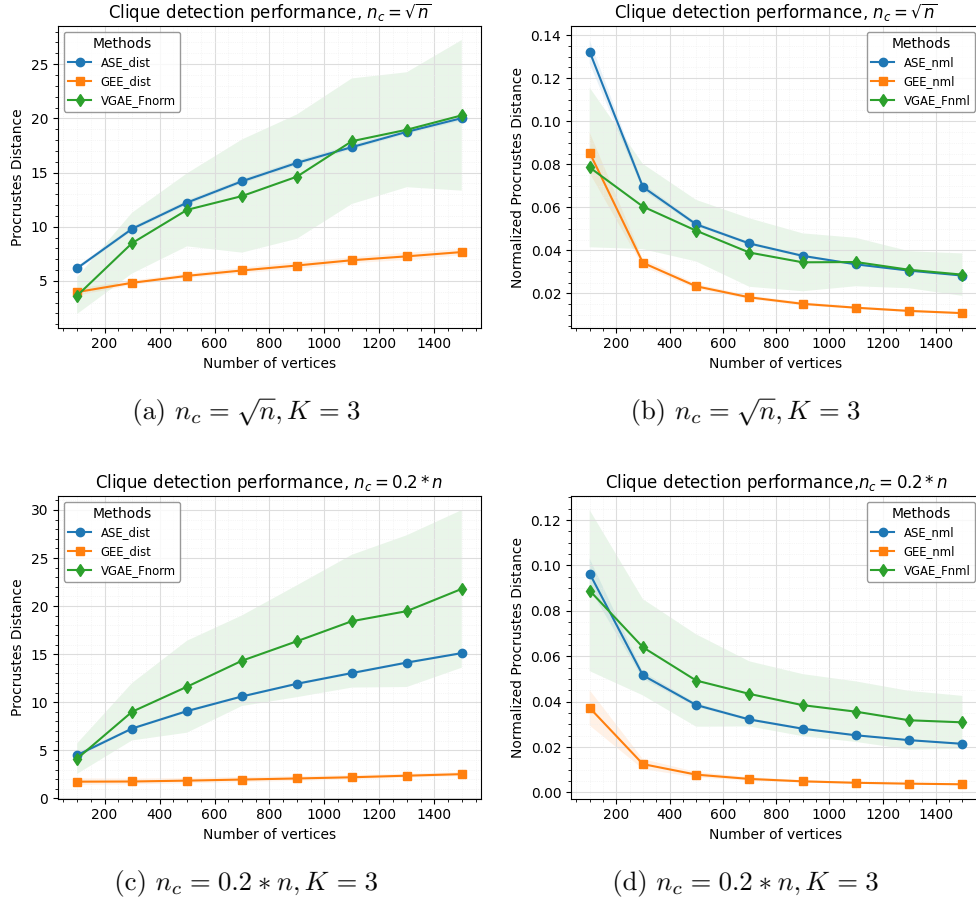 Clique detection performance, $n_c = \sqrt{n}$
Procrustes Distance
25
20
15
10
5
Methods
ASE_dist
GEE_dist
VGAE_Fnorm
200 400 600 800 1000 1200 1400
Number of vertices
(a) $n_c = \sqrt{n}, K = 3$
Clique detection performance, $n_c = \sqrt{n}$
Normalized Procrustes Distance
0.14
0.12
0.10
0.08
0.06
0.04
0.02
Methods
ASE_nml
GEE_nml
VGAE_Fnml
200 400 600 800 1000 1200 1400
Number of vertices
(b) $n_c = \sqrt{n}, K = 3$
Clique detection performance, $n_c = 0.2 * n$
Procrustes Distance
30
25
20
15
10
5
0
Methods
ASE_dist
GEE_dist
VGAE_Fnorm
200 400 600 800 1000 1200 1400
Number of vertices
(c) $n_c = 0.2 * n, K = 3$
Clique detection performance,$n_c = 0.2 * n$
Normalized Procrustes Distance
0.12
0.10
0.08
0.06
0.04
0.02
0.00
Methods
ASE_nml
GEE_nml
VGAE_Fnml
200 400 600 800 1000 1200 1400
Number of vertices
(d) $n_c = 0.2 * n, K = 3$